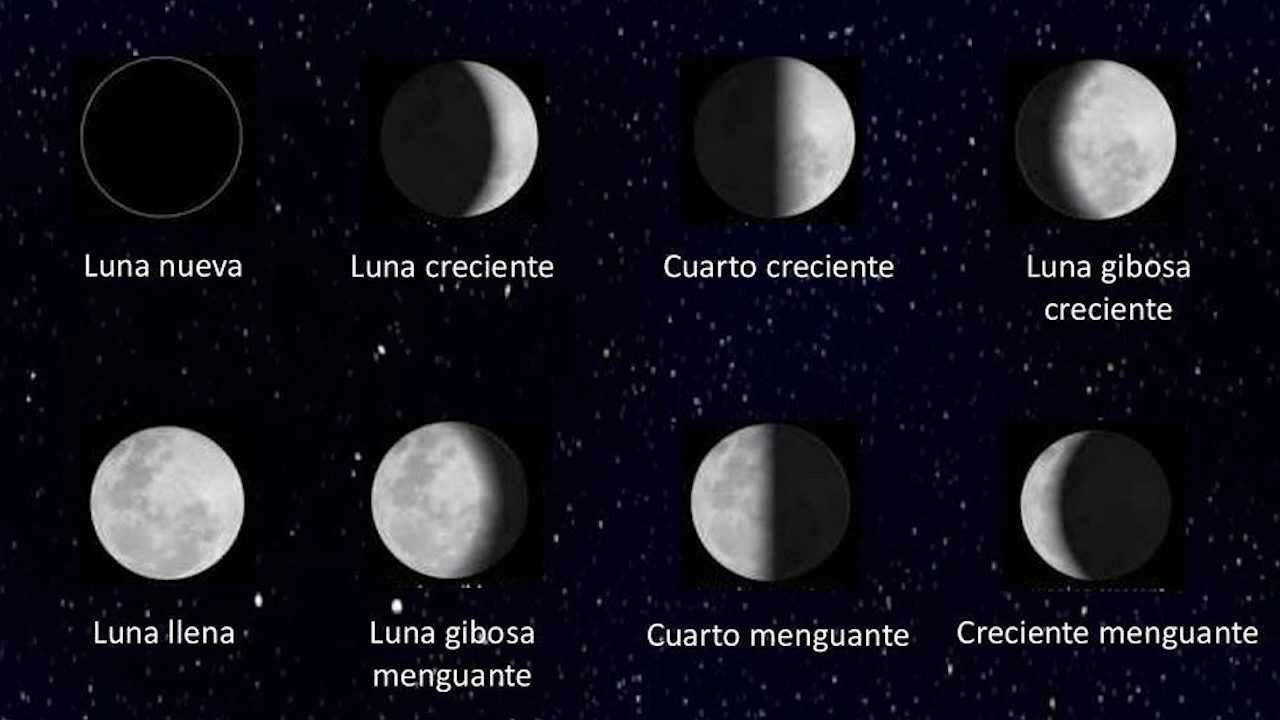 Luna nueva
Luna creciente
Cuarto creciente
Luna gibosa
creciente
Luna llena
Luna gibosa
menguante
Cuarto menguante
Creciente menguante